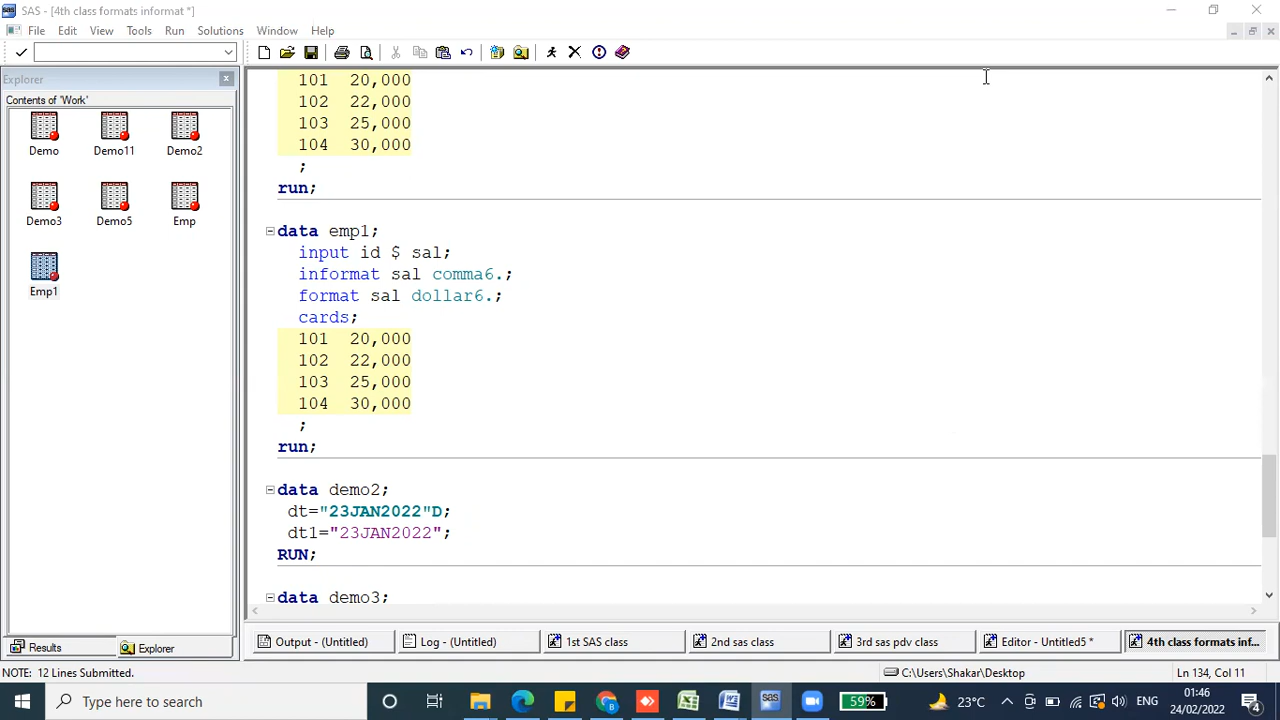 SAS - [4th class formats informat *]
File Edit View Tools Run Solutions Window Help
Explorer
Contents of 'Work'
Demo Demo11 Demo2
Demo3 Demo5 Emp
Emp1
101 20,000
102 22,000
103 25,000
104 30,000
;
run;
data emp1;
input id $ sal;
informat sal comma6.;
format sal dollar6.;
cards;
101 20,000
102 22,000
103 25,000
104 30,000
;
run;
data demo2;
dt="23JAN2022"D;
dt1="23JAN2022";
RUN;
data demo3;
Results Explorer
Output - (Untitled) Log - (Untitled) 1st SAS class 2nd sas class 3rd sas pdv class Editor - Untitled5 * 4th class formats inf...
NOTE: 12 Lines Submitted. C:\Users\Shakar\Desktop Ln 134, Col 11
Type here to search 59% 23°C ENG 01:46
24/02/2022 4